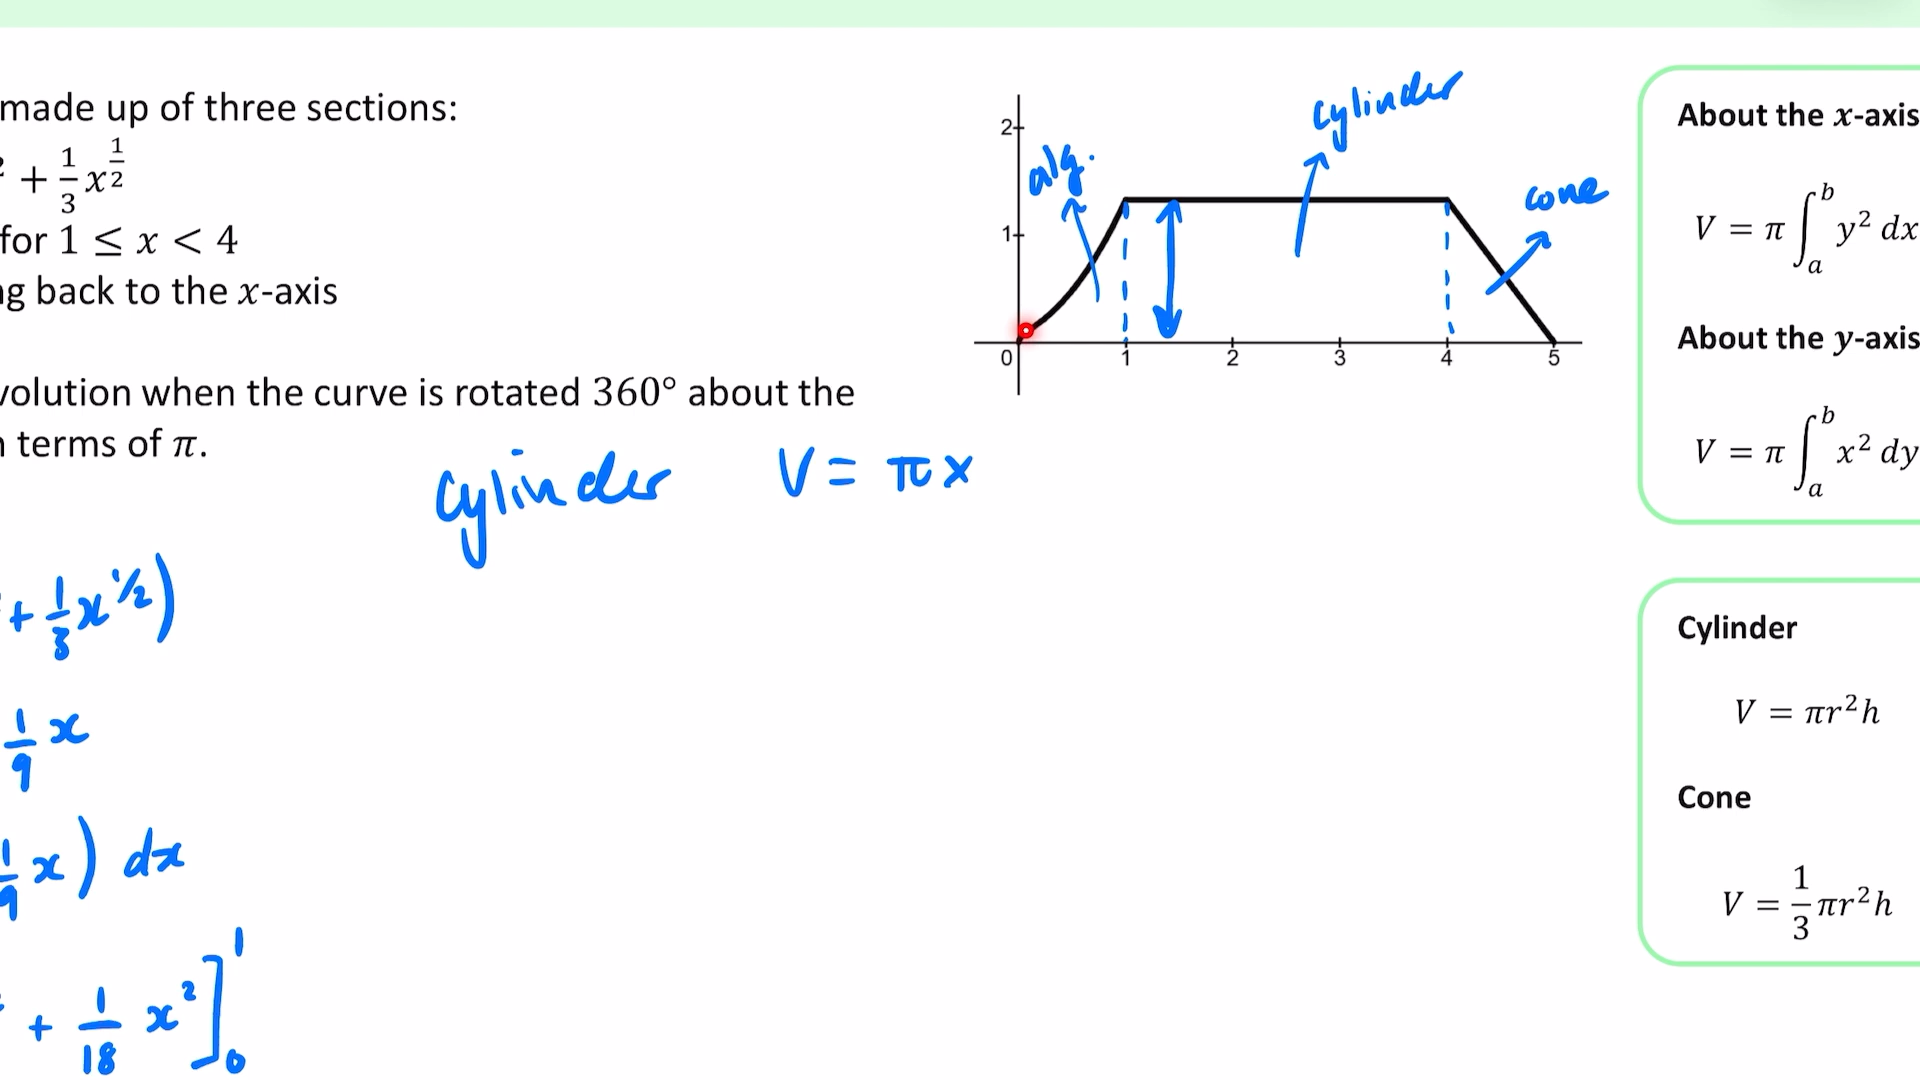 made up of three sections:
+ 1/3 x^1/2
for 1 ≤ x < 4
back to the x-axis
volution when the curve is rotated 360° about the
terms of π.
cylinder V = π x
+ 1/3 x^1/2)
1/9 x
1/9 x) dx
+ 1/18 x²]
1
0
2
1
0 1 2 3 4 5
alg.
cylinder
cone
About the x-axis
V = π ∫_a^b y² dx
About the y-axis
V = π ∫_a^b x² dy
Cylinder
V = πr²h
Cone
V = 1/3 πr²h